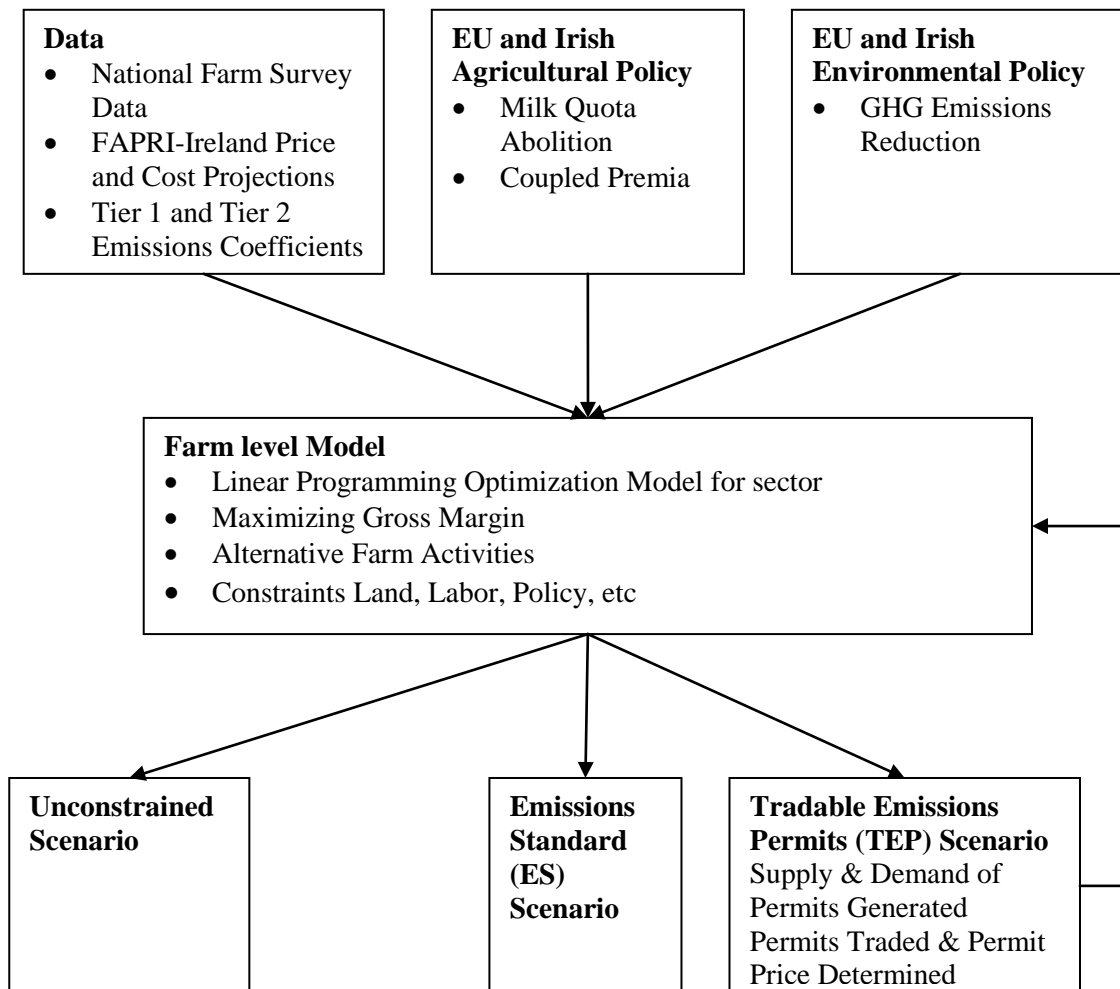 Data
• National Farm Survey
Data
• FAPRI-Ireland Price
and Cost Projections
• Tier 1 and Tier 2
Emissions Coefficients
EU and Irish
Agricultural Policy
• Milk Quota
Abolition
• Coupled Premia
EU and Irish
Environmental Policy
• GHG Emissions
Reduction
Farm level Model
• Linear Programming Optimization Model for sector
• Maximizing Gross Margin
• Alternative Farm Activities
• Constraints Land, Labor, Policy, etc
Unconstrained
Scenario
Emissions
Standard
(ES)
Scenario
Tradable Emissions
Permits (TEP) Scenario
Supply & Demand of
Permits Generated
Permits Traded & Permit
Price Determined